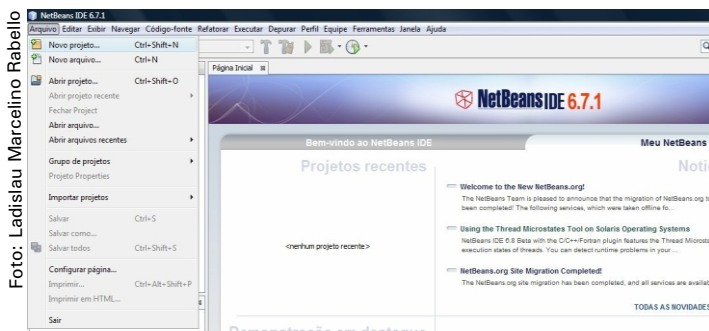 Foto: Ladislau Marcelino Rabello
NetBeans IDE 6.7.1
Arquivo Editar Exibir Navegar Código-fonte Refatorar Executar Depurar Perfil Equipe Ferramentas Janela Ajuda
Novo projeto... Ctrl+Shift+N
Novo arquivo... Ctrl+N
Abrir projeto... Ctrl+Shift+O
Abrir projeto recente
Fechar Project
Abrir arquivo...
Abrir arquivos recentes
Grupo de projetos
Projeto Properties
Importar projetos
Salvar Ctrl+S
Salvar como...
Salvar todos Ctrl+Shift+S
Configurar página...
Imprimir... Ctrl+Alt+Shift+P
Imprimir em HTML...
Sair
Página Inicial
NetBeans IDE 6.7.1
Bem-vindo ao NetBeans IDE
Meu NetBeans
Projetos recentes
<nenhum projeto recente>
Notí
Welcome to the New NetBeans.org!
The NetBeans Team is pleased to announce that the migration of NetBeans.org to
been completed! The following services, which were taken offline fo...
Using the Thread Microstates Tool on Solaris Operating Systems
NetBeans IDE 6.8 Beta with the C/C++/Fortran plugin features the Thread Microsta
execution states of threads. You can detect runtime problems in your ...
NetBeans.org Site Migration Completed!
The NetBeans.org site migration has been completed, and all services are availab
TODAS AS NOVIDADES
Demonstração em destaque